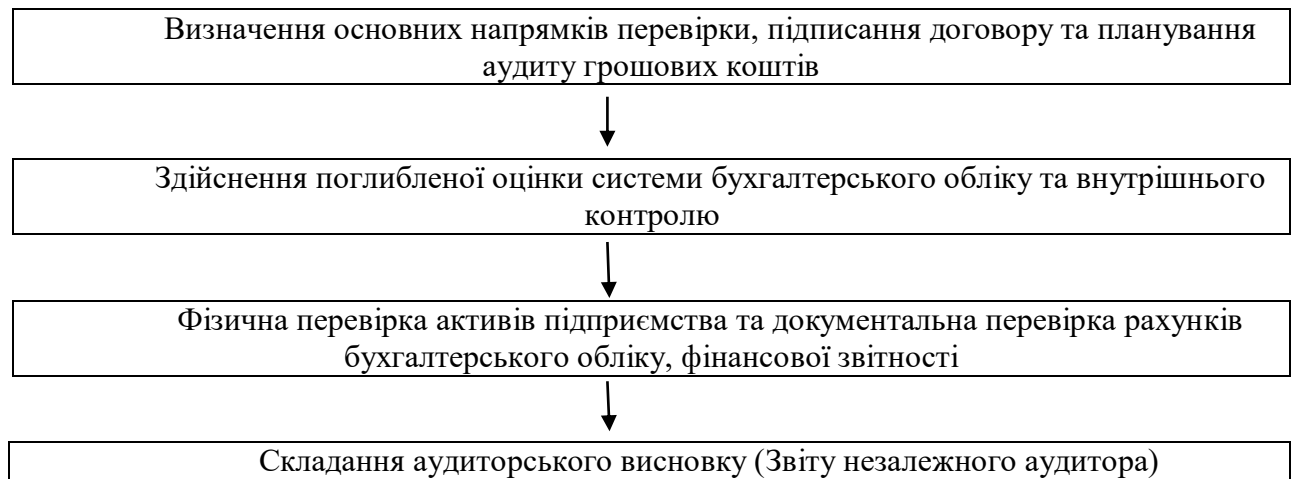 Визначення основних напрямків перевірки, підписання договору та планування
аудиту грошових коштів
Здійснення поглибленої оцінки системи бухгалтерського обліку та внутрішнього
контролю
Фізична перевірка активів підприємства та документальна перевірка рахунків
бухгалтерського обліку, фінансової звітності
Складання аудиторського висновку (Звіту незалежного аудитора)